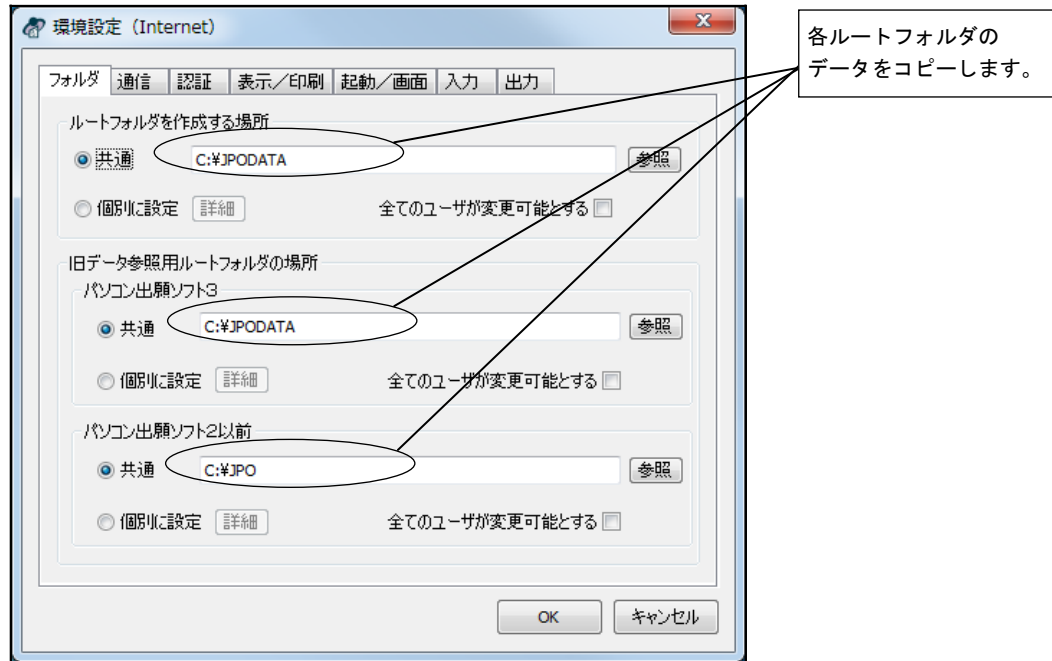 環境設定（Internet）
フォルダ 通信 認証 表示／印刷 起動／画面 入力 出力
ルートフォルダを作成する場所
共通 C:¥JPODATA 参照
個別に設定 詳細 全てのユーザが変更可能とする
旧データ参照用ルートフォルダの場所
パソコン出願ソフト3
共通 C:¥JPODATA 参照
個別に設定 詳細 全てのユーザが変更可能とする
パソコン出願ソフト2以前
共通 C:¥JPO 参照
個別に設定 詳細 全てのユーザが変更可能とする
OK キャンセル
各ルートフォルダの
データをコピーします。